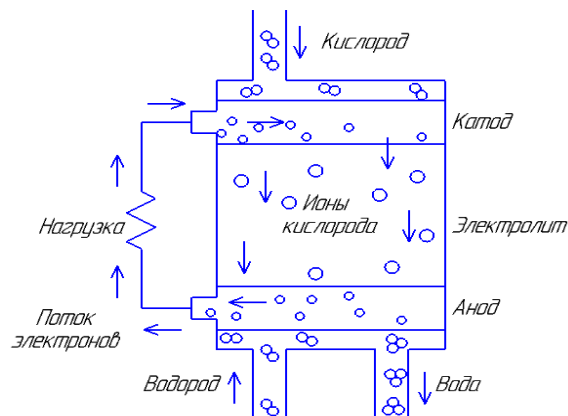 Кислород
Катод
Ионы
кислорода
Нагрузка
Электролит
Анод
Поток
электронов
Водород
Вода